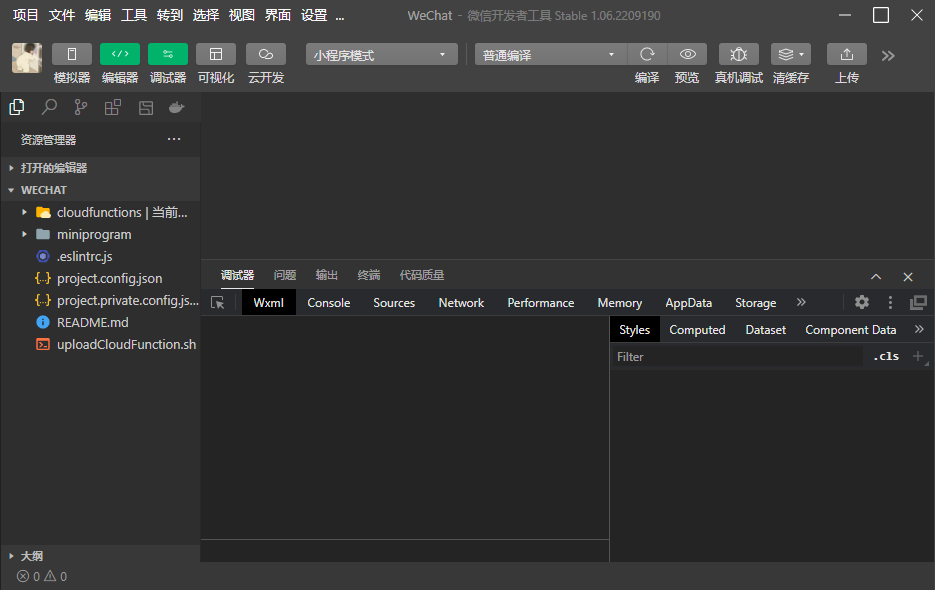 项目 文件 编辑 工具 转到 选择 视图 界面 设置 ... WeChat - 微信开发者工具 Stable 1.06.2209190
小程序模式 普通编译
模拟器 编辑器 调试器 可视化 云开发 编译 预览 真机调试 清缓存 上传
资源管理器 ...
打开的编辑器
WECHAT
cloudfunctions | 当前...
miniprogram
.eslintrc.js
project.config.json
project.private.config.js...
README.md
uploadCloudFunction.sh
大纲
0 0
调试器 问题 输出 终端 代码质量
Wxml Console Sources Network Performance Memory AppData Storage »
Styles Computed Dataset Component Data »
Filter .cls +